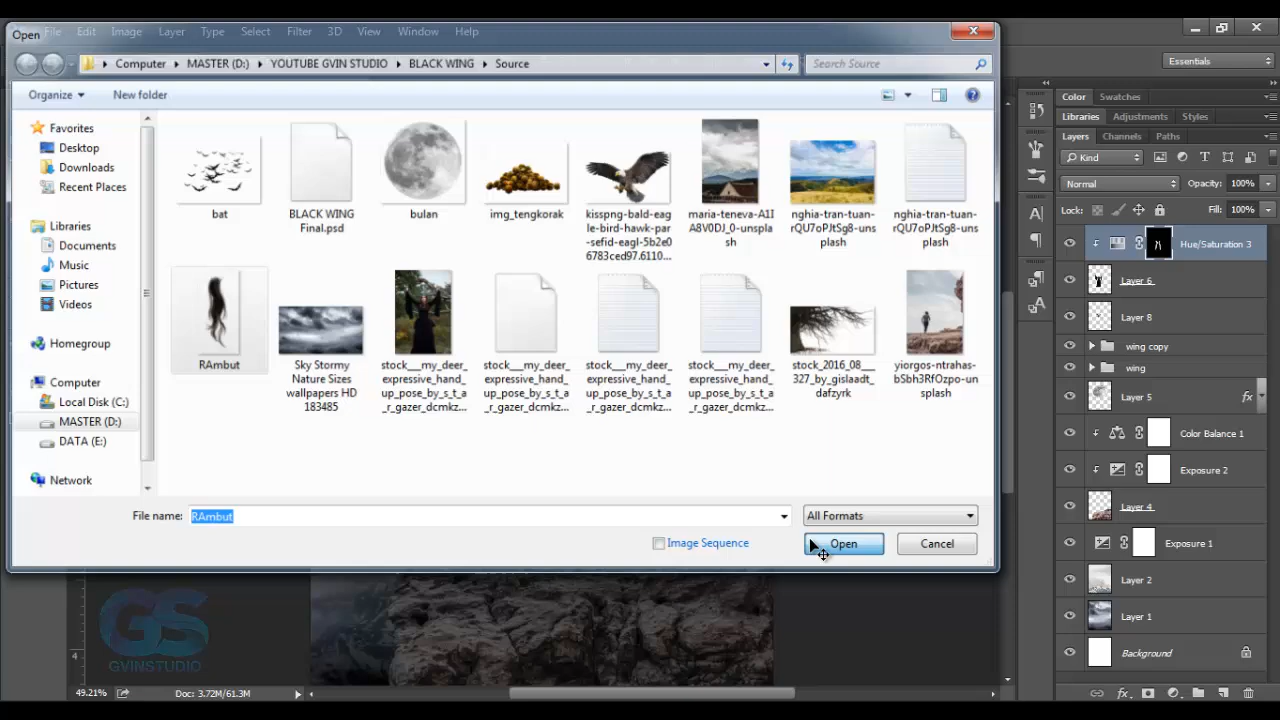 Open
File Edit Image Layer Type Select Filter 3D View Window Help
Computer MASTER (D:) YOUTUBE GVIN STUDIO BLACK WING Source
Search Source
Essentials
Organize New folder
Favorites
Desktop
Downloads
Recent Places
Libraries
Documents
Music
Pictures
Videos
Homegroup
Computer
Local Disk (C:)
MASTER (D:)
DATA (E:)
Network
bat
BLACK WING
Final.psd
bulan
img_tengkorak
kisspng-bald-eag
le-bird-hawk-par
-sefid-eagl-5b2e0
6783ced97.6110...
maria-teneva-A1I
A8V0DJ_0-unspla
sh
nghia-tran-tuan-
rQU7oPJtSg8-uns
plash
nghia-tran-tuan-
rQU7oPJtSg8-uns
plash
RAmbut
Sky Stormy
Nature Sizes
wallpapers HD
183485
stock___my_deer_
expressive_hand_
up_pose_by_s_t_a
_r_gazer_dcmkz...
stock___my_deer_
expressive_hand_
up_pose_by_s_t_a
_r_gazer_dcmkz...
stock___my_deer_
expressive_hand_
up_pose_by_s_t_a
_r_gazer_dcmkz...
stock___my_deer_
expressive_hand_
up_pose_by_s_t_a
_r_gazer_dcmkz...
stock_2016_08___
327_by_gislaadt_
dafzyrk
yiorgos-ntrahas-
bSbh3RfOzpo-un
splash
File name: RAmbut
All Formats
Image Sequence
Open Cancel
Color Swatches
Libraries Adjustments Styles
Layers Channels Paths
Kind
Normal Opacity: 100%
Lock: Fill: 100%
Hue/Saturation 3
Layer 6
Layer 8
wing copy
wing
Layer 5 fx
Color Balance 1
Exposure 2
Layer 4
Exposure 1
Layer 2
Layer 1
Background
fx
GS
GVINSTUDIO
4
49.21% Doc: 3.72M/61.3M